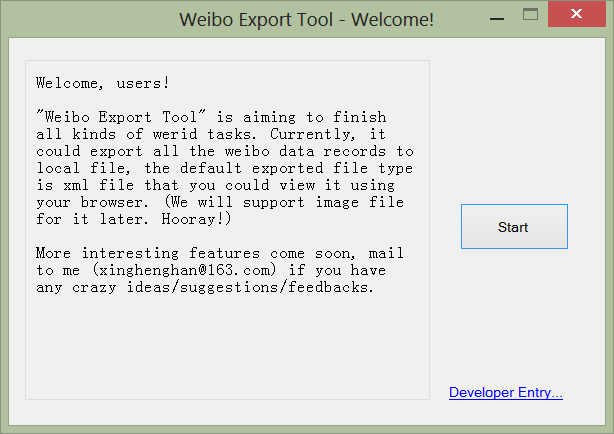 Weibo Export Tool - Welcome!
Welcome, users!
"Weibo Export Tool" is aiming to finish
all kinds of werid tasks. Currently, it
could export all the weibo data records to
local file, the default exported file type
is xml file that you could view it using
your browser. (We will support image file
for it later. Hooray!)
More interesting features come soon, mail
to me (xinghenghan@163.com) if you have
any crazy ideas/suggestions/feedbacks.
Start
Developer Entry...